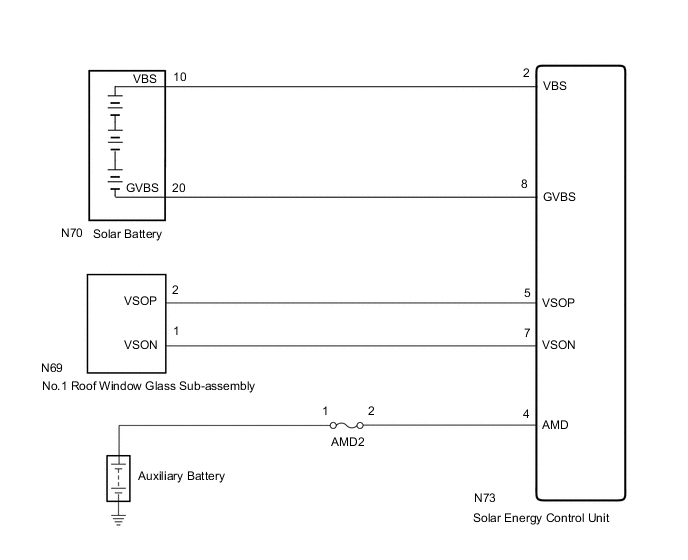 VBS 10 2 VBS
GVBS 20 8 GVBS
N70 Solar Battery
VSOP 2 5 VSOP
VSON 1 7 VSON
N69
No.1 Roof Window Glass Sub-assembly
1 2 4 AMD
AMD2
Auxiliary Battery
N73
Solar Energy Control Unit